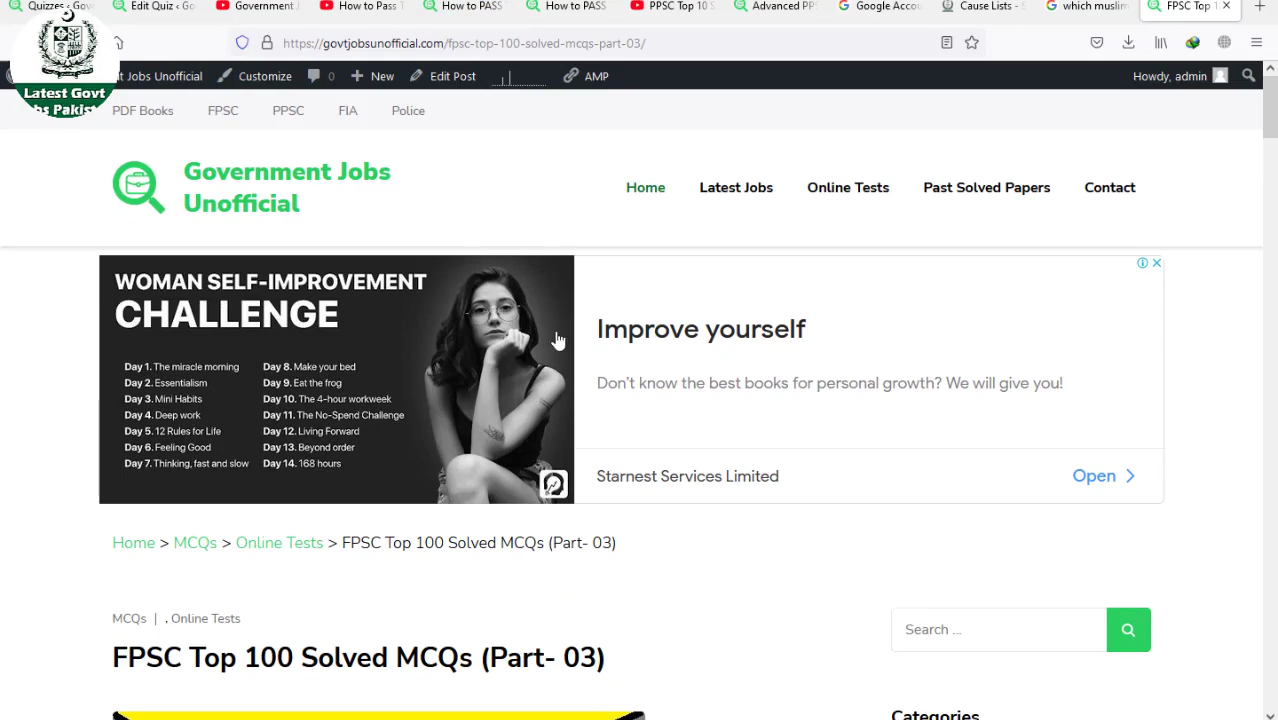 Quizzes ‹ Gov
Edit Quiz ‹ Gov
Government J
How to Pass T
How to PASS
How to PASS
PPSC Top 10 S
Advanced PPS
Google Accou
Cause Lists - S
which muslim
FPSC Top 1
https://govtjobsunofficial.com/fpsc-top-100-solved-mcqs-part-03/
Latest Govt
bs Pakist
nt Jobs Unofficial
Customize
0
New
Edit Post
AMP
Howdy, admin
PDF Books
FPSC
PPSC
FIA
Police
Government Jobs
Unofficial
Home
Latest Jobs
Online Tests
Past Solved Papers
Contact
WOMAN SELF-IMPROVEMENT
CHALLENGE
Day 1. The miracle morning
Day 2. Essentialism
Day 3. Mini Habits
Day 4. Deep work
Day 5. 12 Rules for Life
Day 6. Feeling Good
Day 7. Thinking, fast and slow
Day 8. Make your bed
Day 9. Eat the frog
Day 10. The 4-hour workweek
Day 11. The No-Spend Challenge
Day 12. Living Forward
Day 13. Beyond order
Day 14. 168 hours
Improve yourself
Don't know the best books for personal growth? We will give you!
Starnest Services Limited
Open
Home > MCQs > Online Tests > FPSC Top 100 Solved MCQs (Part- 03)
MCQs | , Online Tests
FPSC Top 100 Solved MCQs (Part- 03)
Search ...
Categories